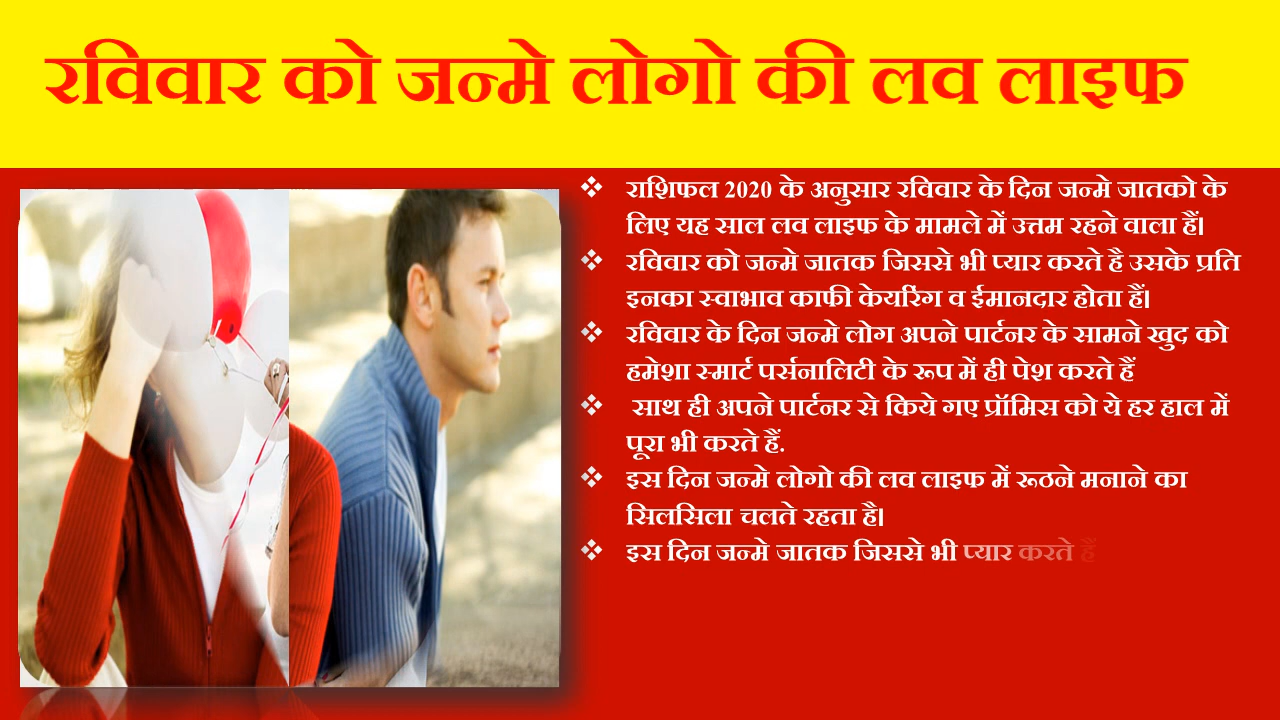 रविवार को जन्मे लोगो की लव लाइफ
❖ राशिफल 2020 के अनुसार रविवार के दिन जन्मे जातको के
लिए यह साल लव लाइफ के मामले में उत्तम रहने वाला हैं।
❖ रविवार को जन्मे जातक जिससे भी प्यार करते है उसके प्रति
इनका स्वाभाव काफी केयरिंग व ईमानदार होता हैं|
❖ रविवार के दिन जन्मे लोग अपने पार्टनर के सामने खुद को
हमेशा स्मार्ट पर्सनालिटी के रूप में ही पेश करते हैं
❖ साथ ही अपने पार्टनर से किये गए प्रॉमिस को ये हर हाल में
पूरा भी करते हैं.
❖ इस दिन जन्मे लोगो की लव लाइफ में रूठने मनाने का
सिलसिला चलते रहता है।
❖ इस दिन जन्मे जातक जिससे भी प्यार करते हैं